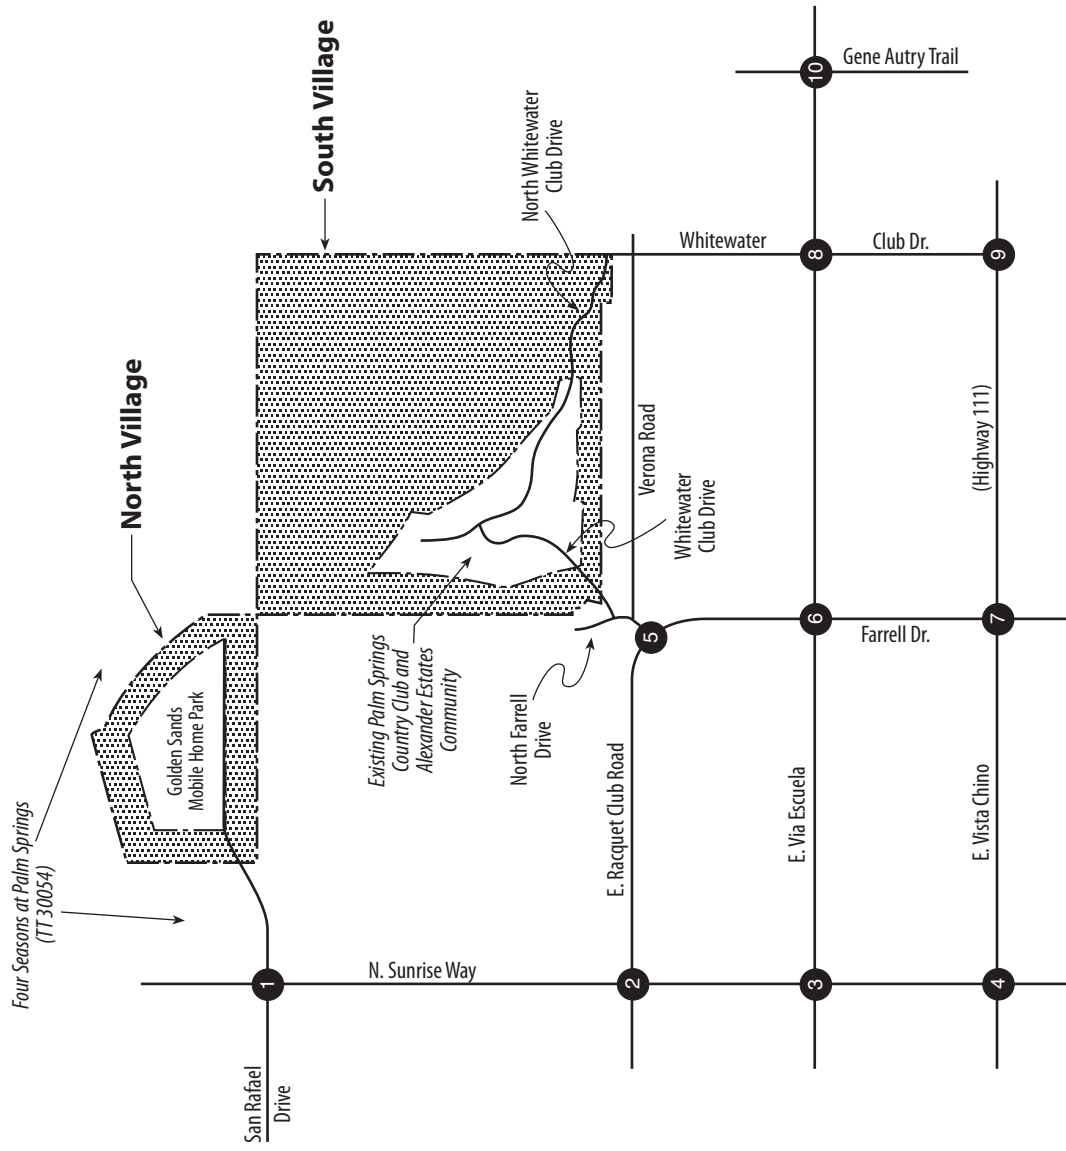 Four Seasons at Palm Springs
(TT 30054)
North Village
South Village
Golden Sands
Mobile Home Park
Existing Palm Springs
Country Club and
Alexander Estates
Community
North Whitewater
Club Drive
Whitewater
Club Drive
North Farrell
Drive
San Rafael
Drive
N. Sunrise Way
E. Racquet Club Road
Verona Road
Whitewater
Club Dr.
Gene Autry Trail
E. Via Escuela
Farrell Dr.
E. Vista Chino
(Highway 111)
1
2
3
4
5
6
7
8
9
10